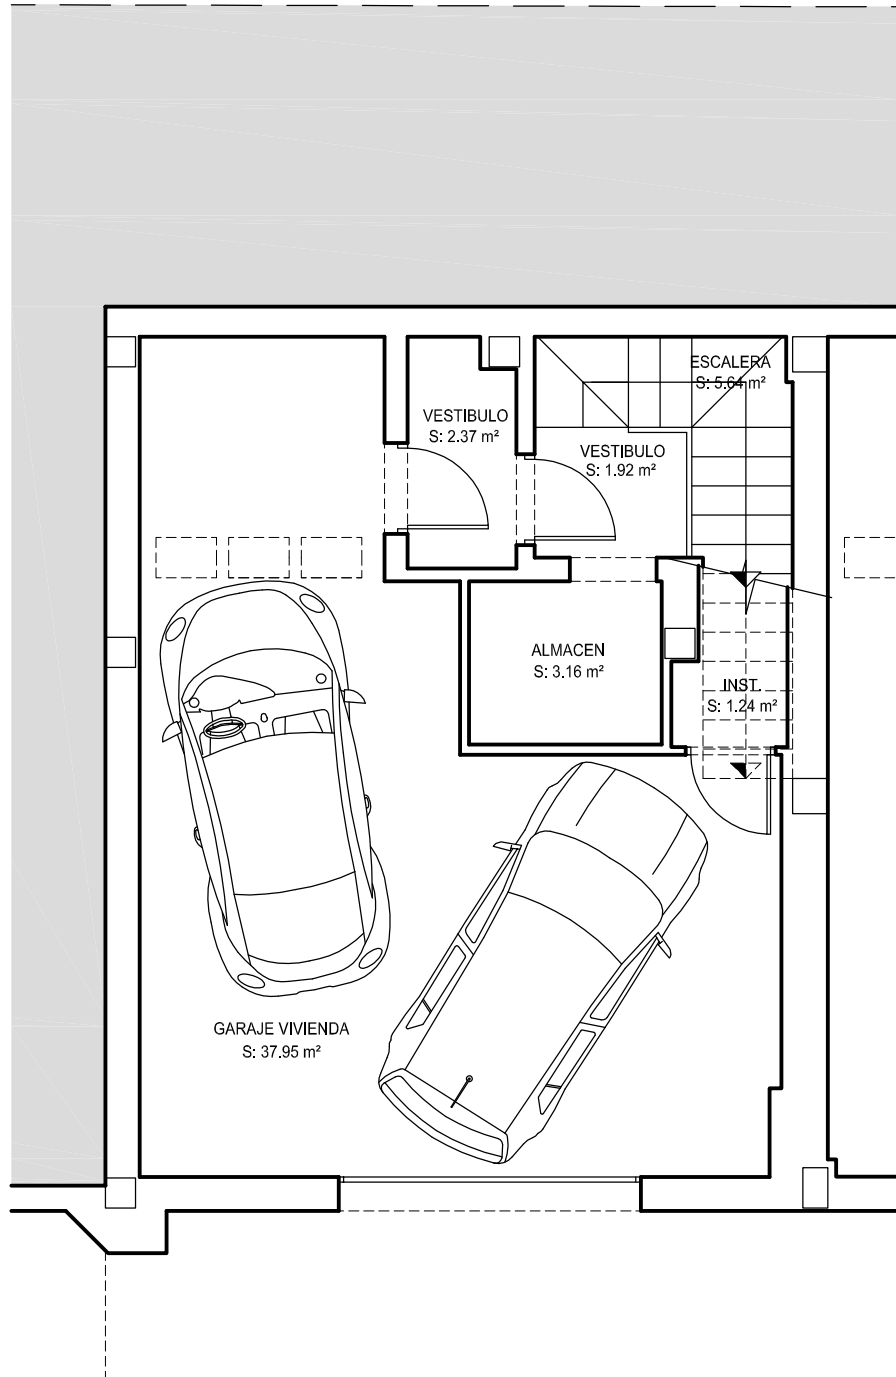 ESCALERA
S: 5.64 m²
VESTIBULO
S: 2.37 m²
VESTIBULO
S: 1.92 m²
ALMACEN
S: 3.16 m²
INST.
S: 1.24 m²
GARAJE VIVIENDA
S: 37.95 m²